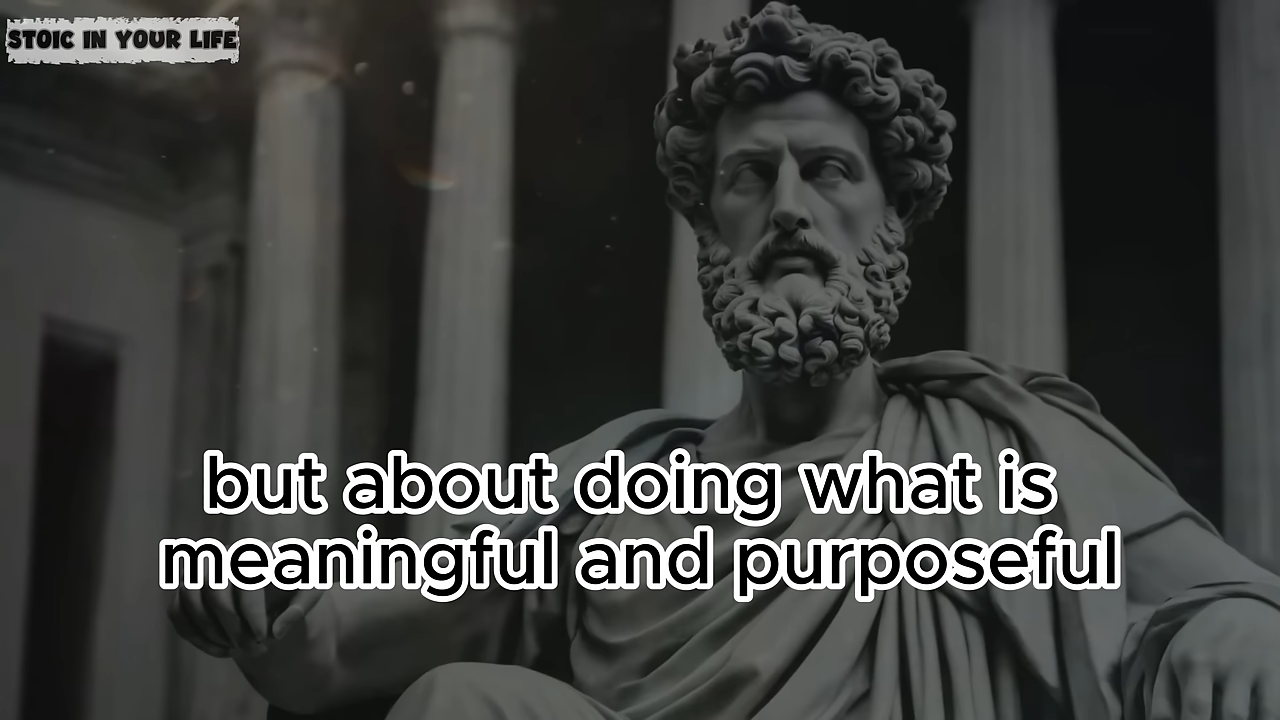 STOIC IN YOUR LIFE
but about doing what is
meaningful and purposeful